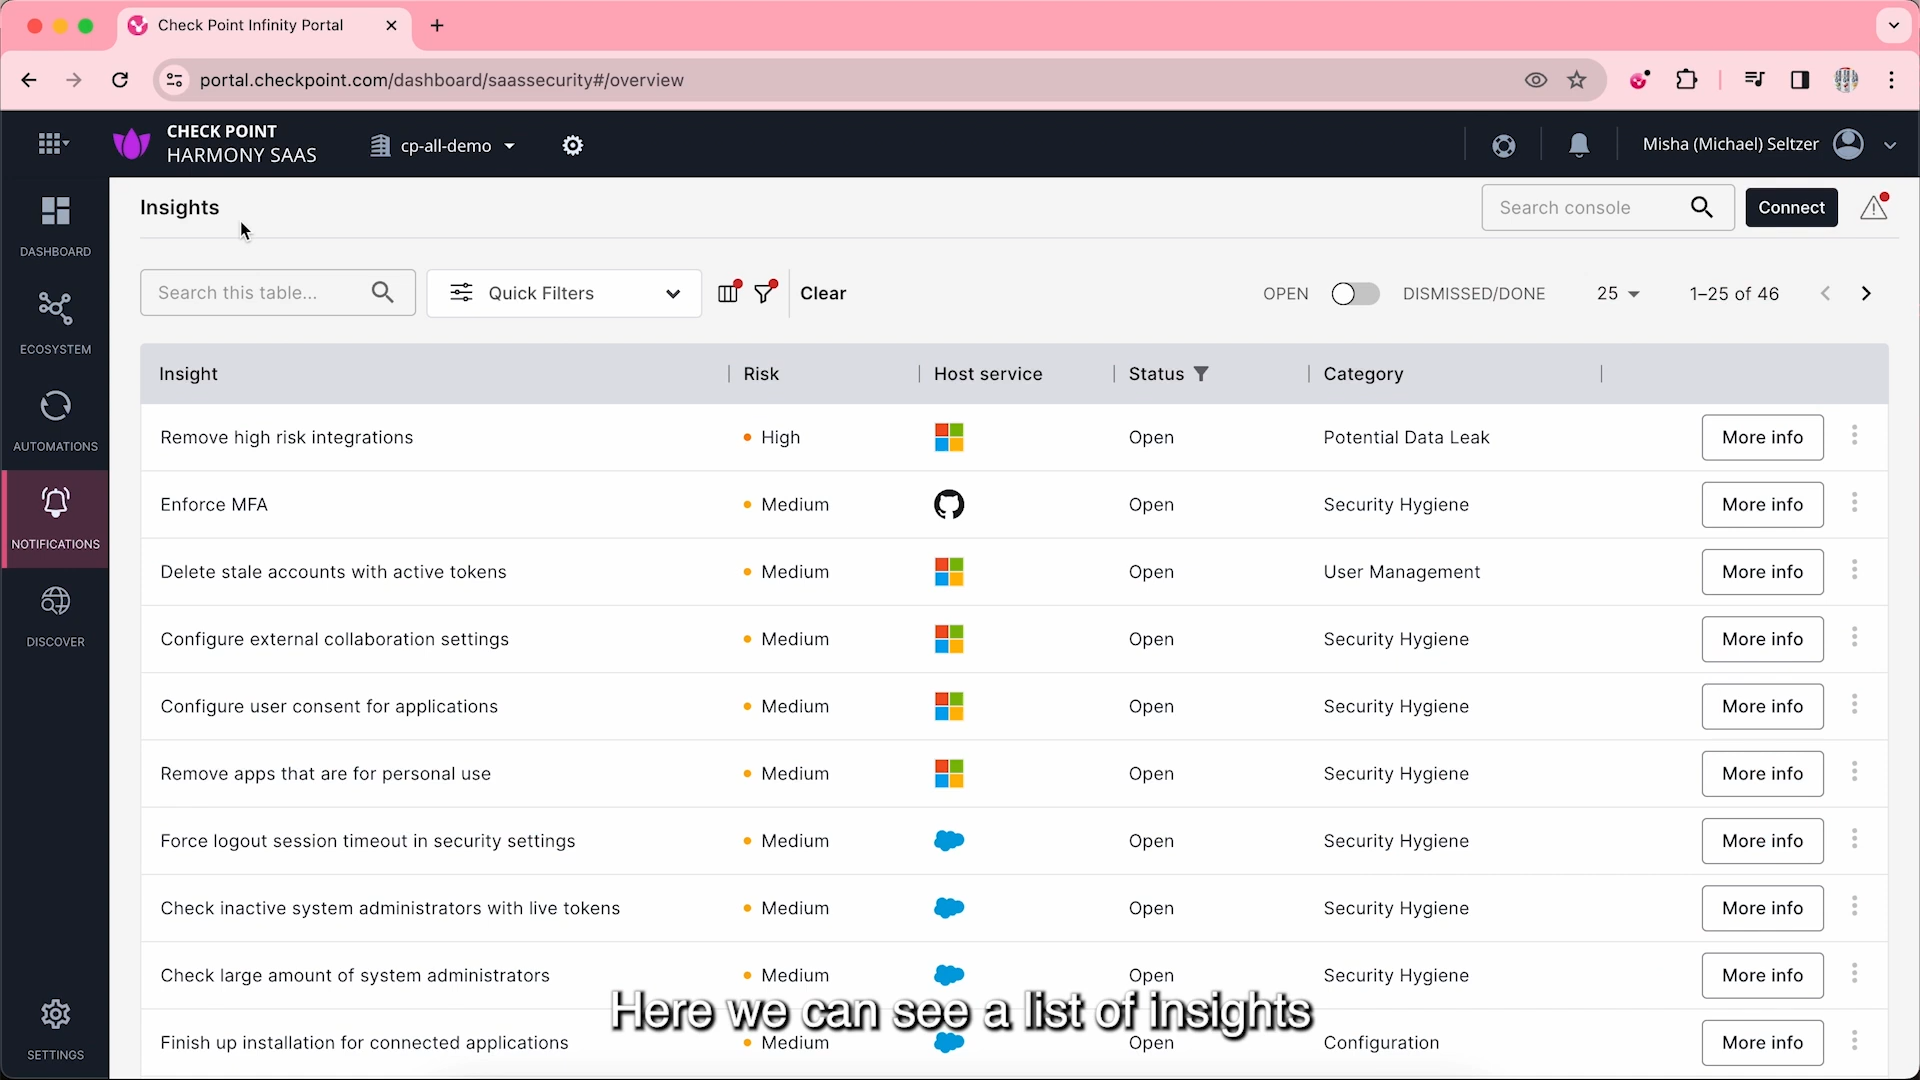 Check Point Infinity Portal
portal.checkpoint.com/dashboard/saassecurity#/overview
CHECK POINT
HARMONY SAAS
cp-all-demo
Misha (Michael) Seltzer
DASHBOARD
ECOSYSTEM
AUTOMATIONS
NOTIFICATIONS
DISCOVER
SETTINGS
Insights
Search console
Connect
Search this table...
Quick Filters
Clear
OPEN
DISMISSED/DONE
25
1–25 of 46
Insight Risk Host service Status Category
Remove high risk integrations High Open Potential Data Leak More info
Enforce MFA Medium Open Security Hygiene More info
Delete stale accounts with active tokens Medium Open User Management More info
Configure external collaboration settings Medium Open Security Hygiene More info
Configure user consent for applications Medium Open Security Hygiene More info
Remove apps that are for personal use Medium Open Security Hygiene More info
Force logout session timeout in security settings Medium Open Security Hygiene More info
Check inactive system administrators with live tokens Medium Open Security Hygiene More info
Check large amount of system administrators Medium Open Security Hygiene More info
Here we can see a list of insights
Finish up installation for connected applications Medium Open Configuration More info